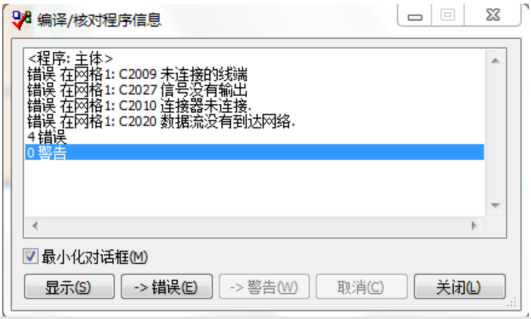 编译/核对程序信息
<程序: 主体>
错误 在网格1: C2009 未连接的线端
错误 在网格1: C2027 信号没有输出
错误 在网格1: C2010 连接器未连接.
错误 在网格1: C2020 数据流没有到达网络.
4 错误
0 警告
最小化对话框(M)
显示(S) -> 错误(E) -> 警告(W) 取消(C) 关闭(L)